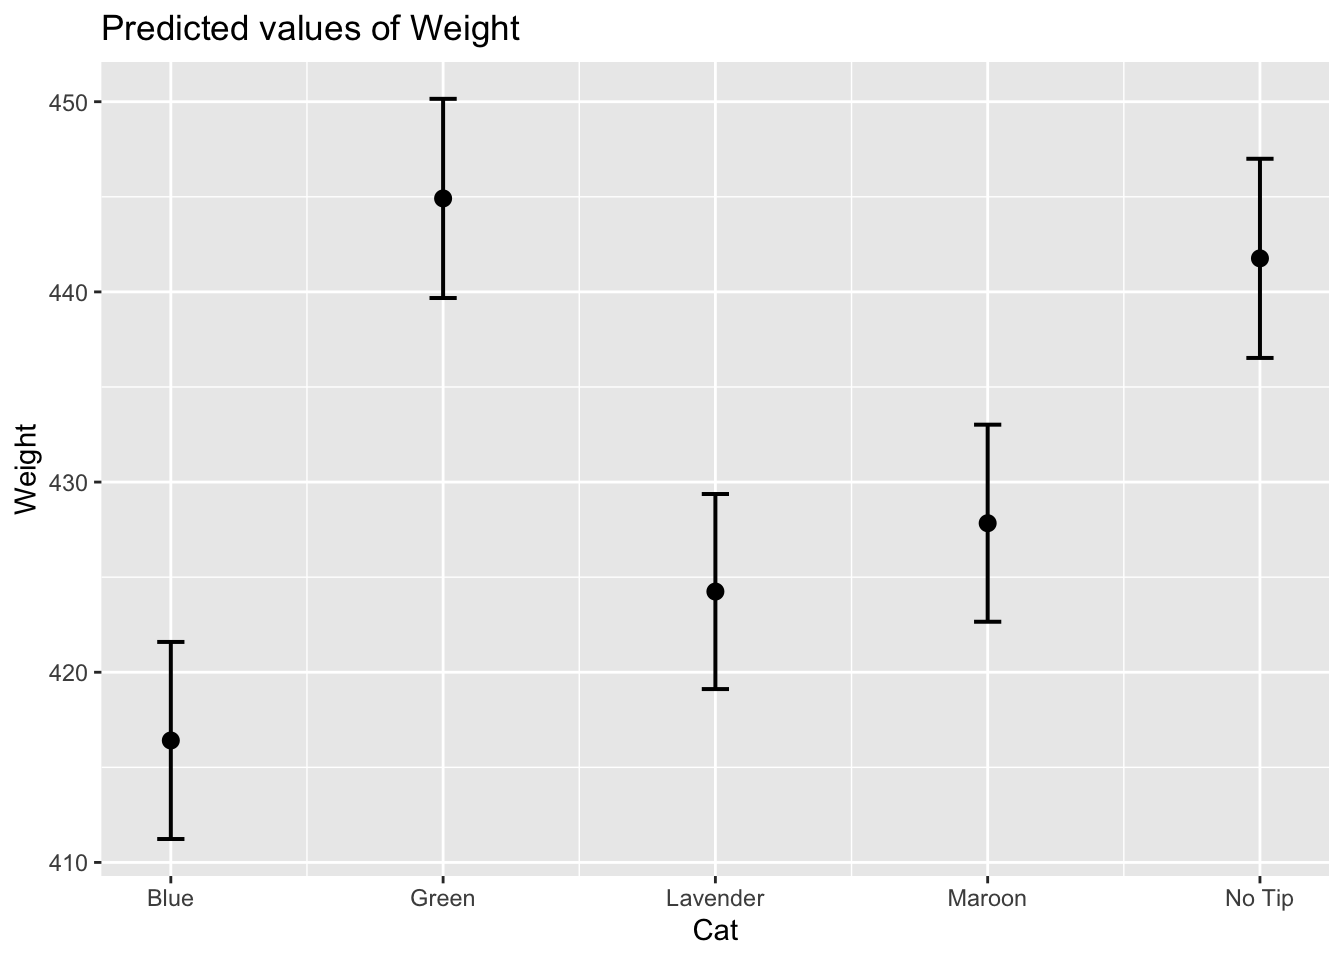 Predicted values of Weight
450
440
430
420
410
Weight
Blue Green Lavender Maroon No Tip
Cat